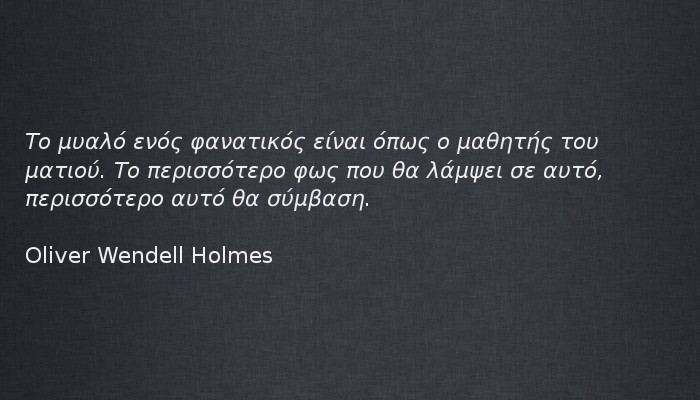 Το μυαλό ενός φανατικός είναι όπως ο μαθητής του
ματιού. Το περισσότερο φως που θα λάμψει σε αυτό,
περισσότερο αυτό θα σύμβαση.
Oliver Wendell Holmes